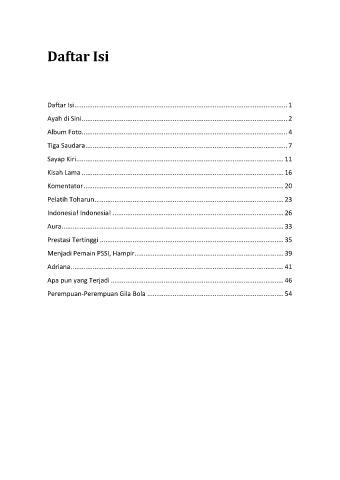 Daftar Isi
Daftar Isi 1
Ayah di Sini 2
Album Foto 4
Tiga Saudara 7
Sayap Kiri 11
Kisah Lama 16
Komentator 20
Pelatih Toharun 23
Indonesia! Indonesia! 26
Aura 33
Prestasi Tertinggi 35
Menjadi Pemain PSSI, Hampir 39
Adriana 41
Apa pun yang Terjadi 46
Perempuan-Perempuan Gila Bola 54